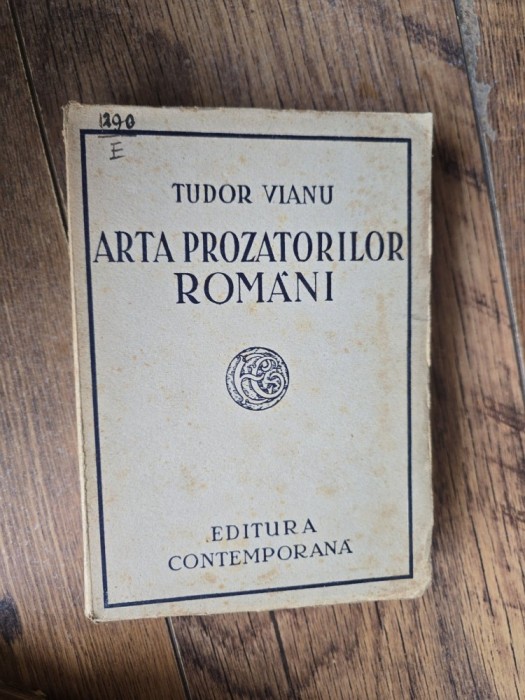 1290
E
TUDOR VIANU
ARTA PROZATORILOR
ROMÂNI
EDITURA
CONTEMPORANĂ